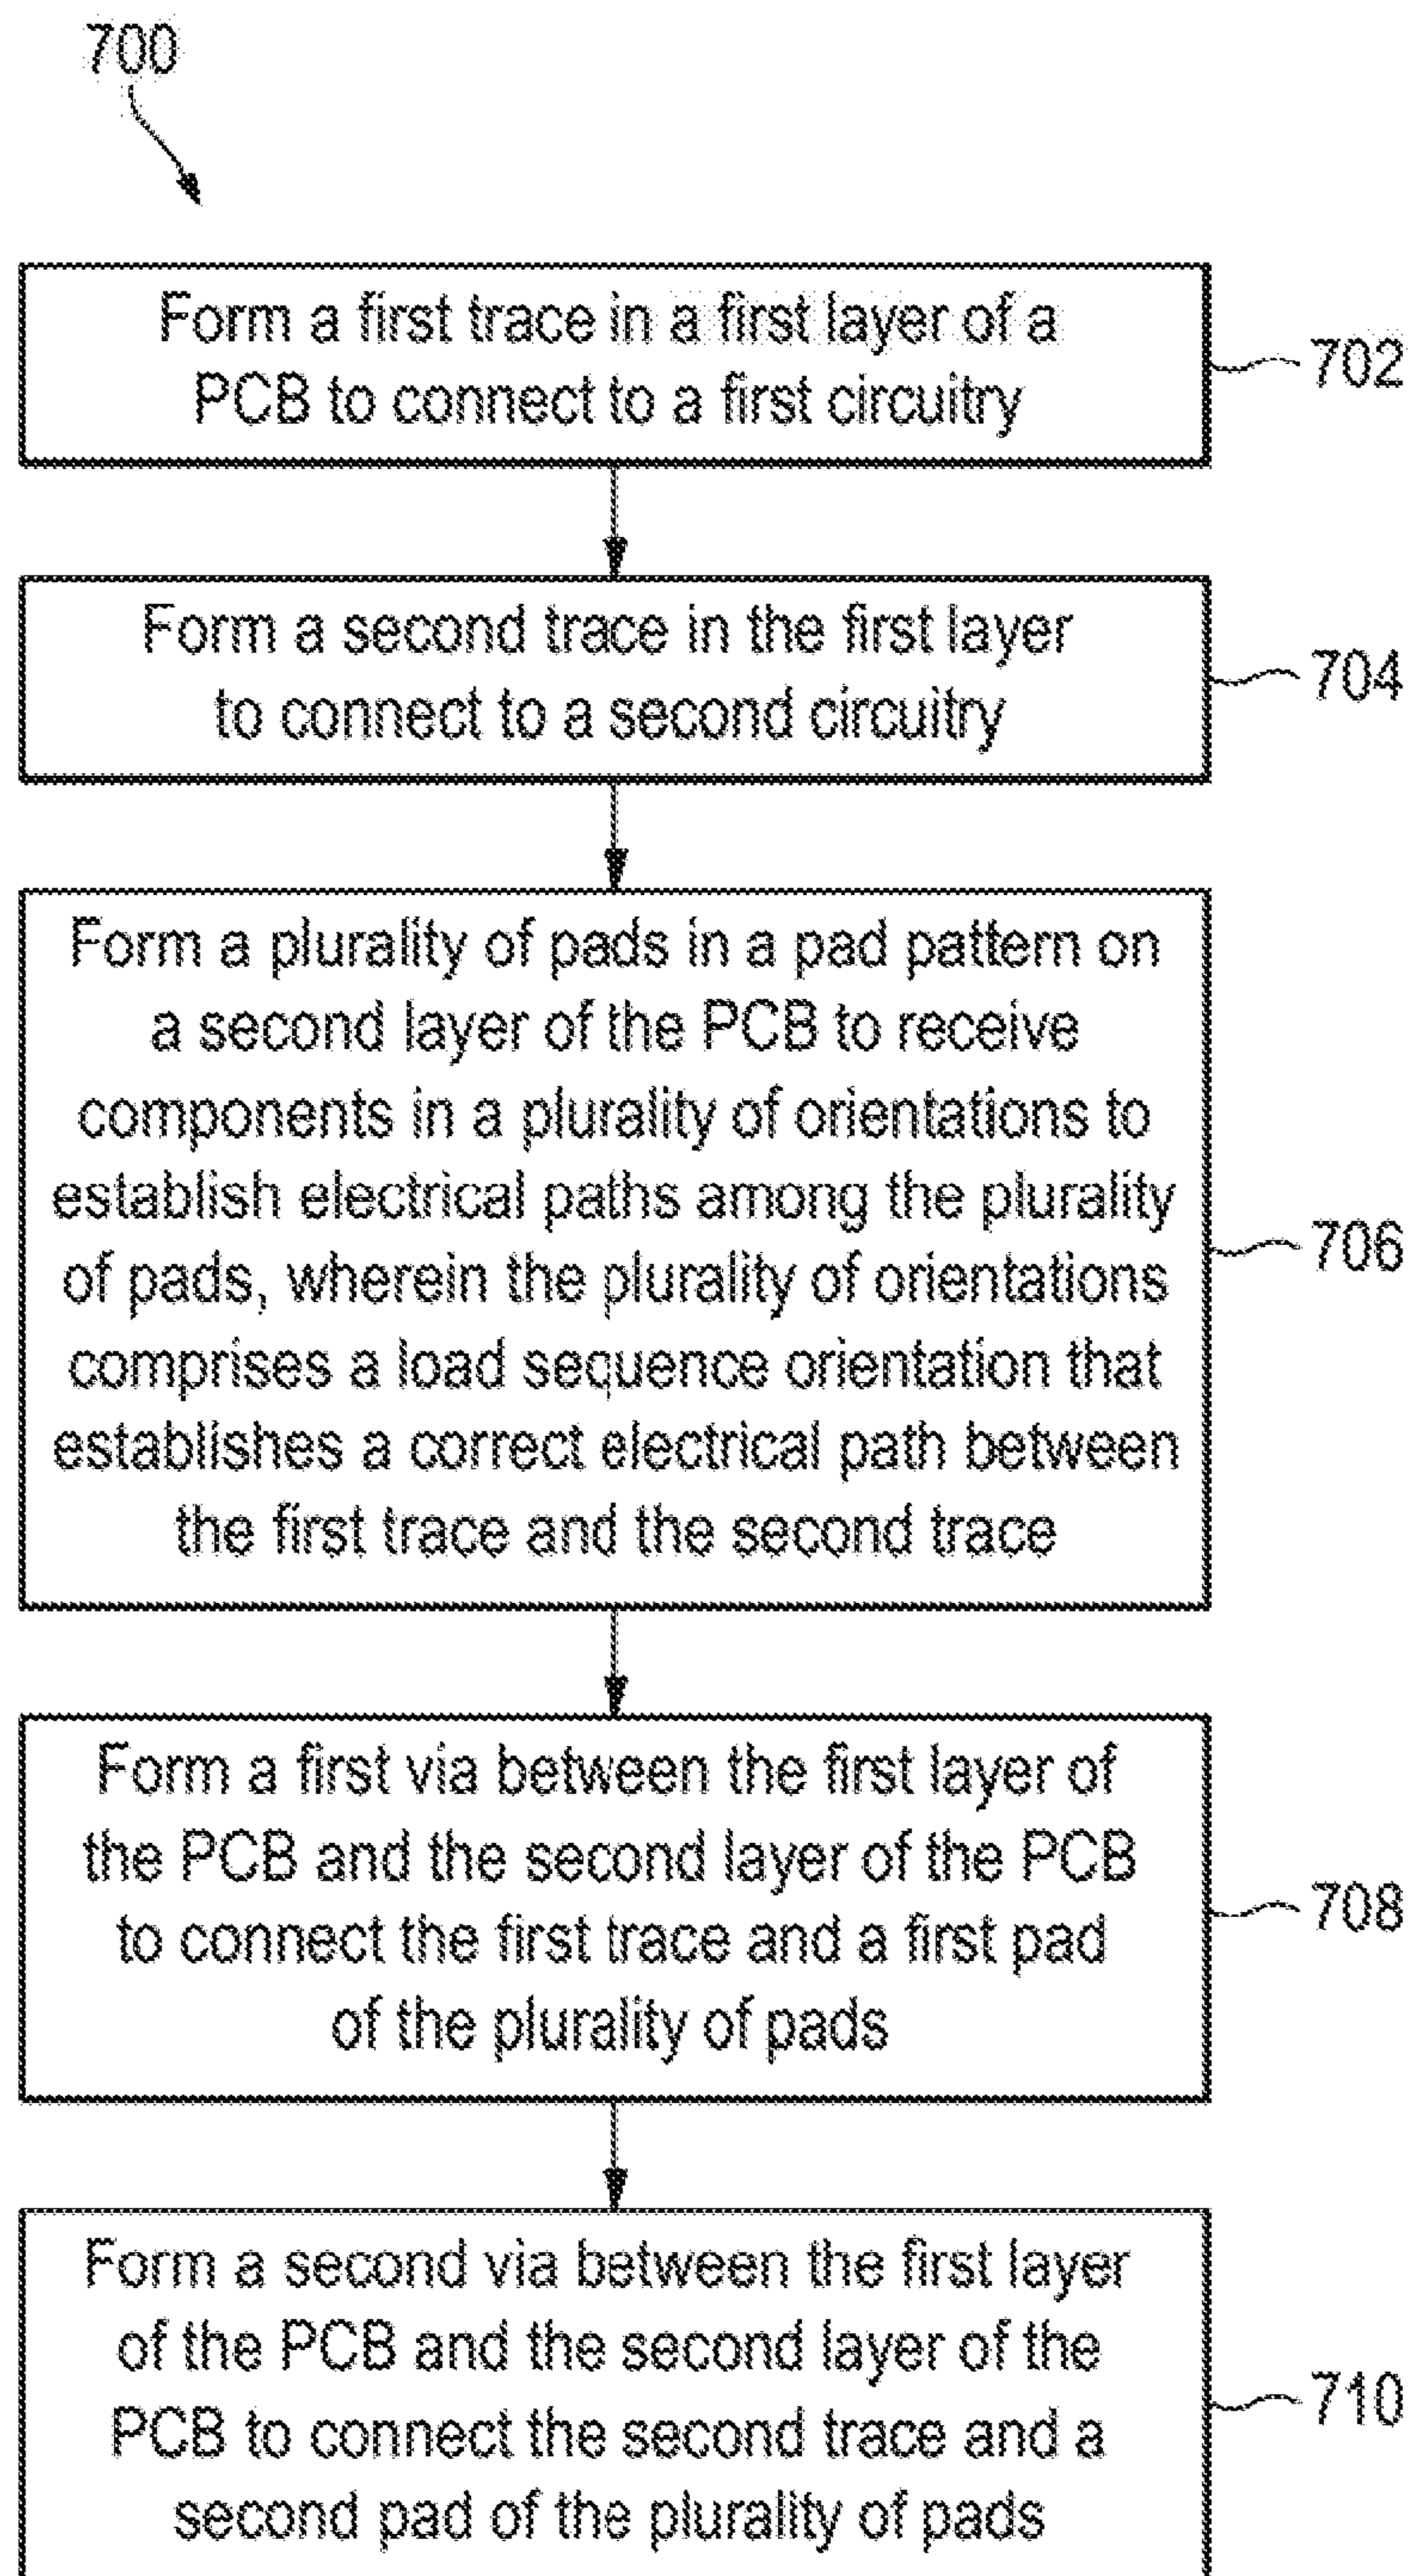 700
Form a first trace in a first layer of a
PCB to connect to a first circuitry
702
Form a second trace in the first layer
to connect to a second circuitry
704
Form a plurality of pads in a pad pattern on
a second layer of the PCB to receive
components in a plurality of orientations to
establish electrical paths among the plurality
of pads, wherein the plurality of orientations
comprises a load sequence orientation that
establishes a correct electrical path between
the first trace and the second trace
706
Form a first via between the first layer of
the PCB and the second layer of the PCB
to connect the first trace and a first pad
of the plurality of pads
708
Form a second via between the first layer
of the PCB and the second layer of the
PCB to connect the second trace and a
second pad of the plurality of pads
710